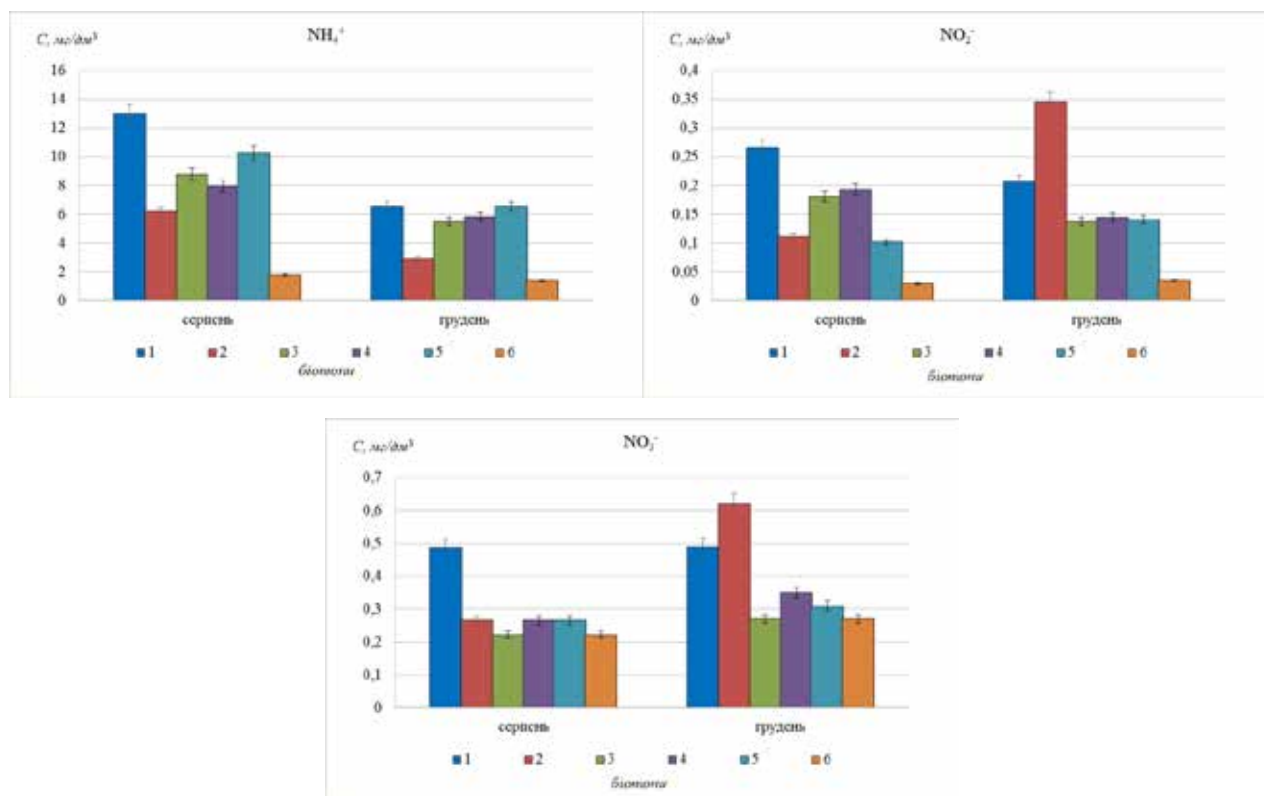 С, мг/дм³ NH₄⁺
16
14
12
10
8
6
4
2
0
серпень грудень
1 2 3 4 5 6
біотопи
С, мг/дм³ NO₂⁻
0,4
0,35
0,3
0,25
0,2
0,15
0,1
0,05
0
серпень грудень
1 2 3 4 5 6
біотопи
С, мг/дм³ NO₃⁻
0,7
0,6
0,5
0,4
0,3
0,2
0,1
0
серпень грудень
1 2 3 4 5 6
біотопи